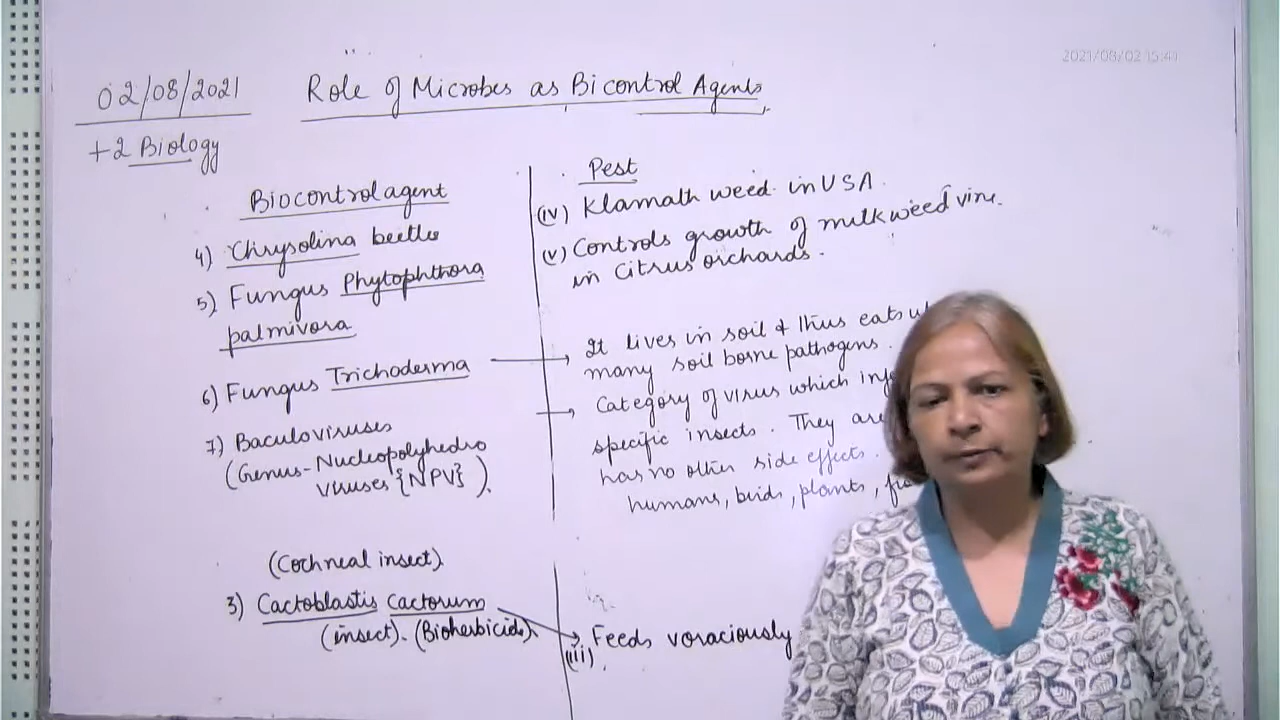 2021/08/02 15:41
02/08/2021
Role of Microbes as Bicontrol Agents
+2 Biology
Biocontrol agent
Pest
4) Chrysolina beetles
(iv) Klamath weed in USA.
5) Fungus Phytophthora
palmivora
(v) Controls growth of milkweed vine.
in Citrus orchards.
6) Fungus Trichoderma
It lives in soil & thus eats
many soil borne pathogens.
7) Baculoviruses
(Genus-Nucleopolyhedro
viruses {NPV}).
Category of virus which
specific insects. They are
has no other side effects.
humans, birds, plants,
(Cochneal insect).
3) Cactoblastis Cactorum
(insect). (Bioherbicide).
(iii) Feeds voraciously